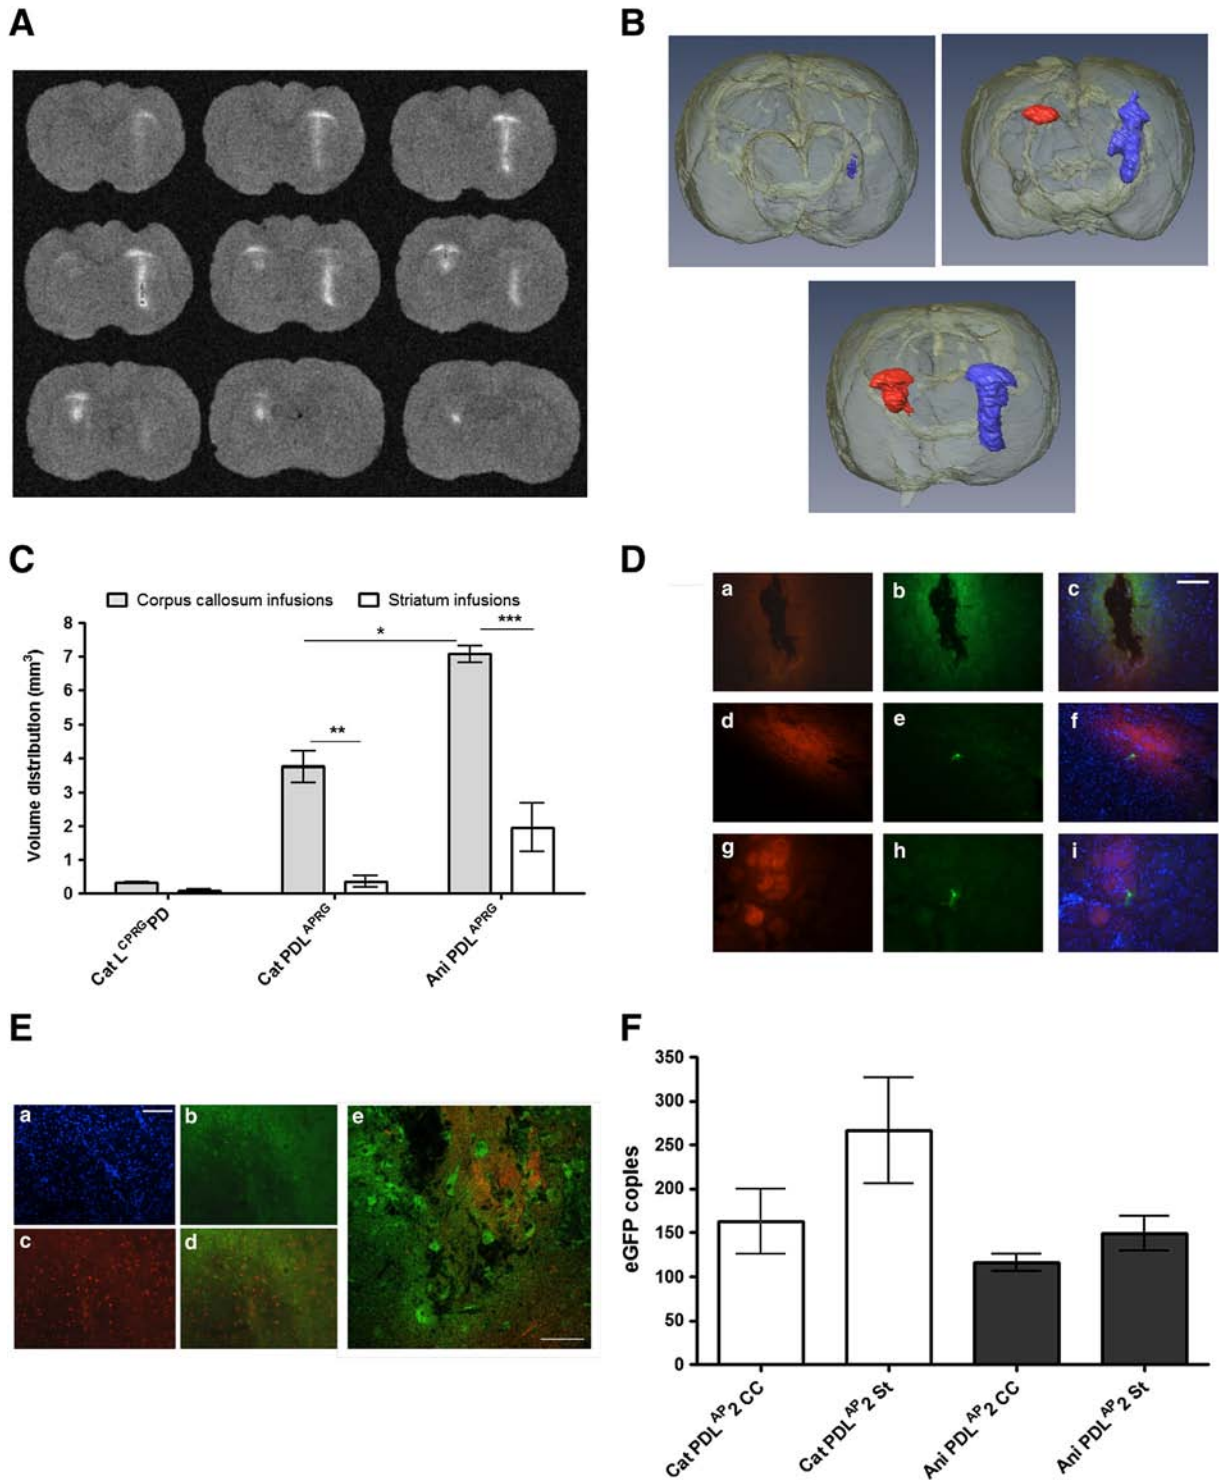 A
B
C
Corpus callosum infusions
Striatum infusions
Volume distribution (mm³)
8
7
6
5
4
3
2
1
0
*
**
***
Cat L^CPRG PD
Cat PDL^APRG
Ani PDL^APRG
D
a
b
c
d
e
f
g
h
i
E
a
b
c
d
e
F
eGFP copies
350
300
250
200
150
100
50
0
Cat PDL^AP 2 CC
Cat PDL^AP 2 St
Ani PDL^AP 2 CC
Ani PDL^AP 2 St